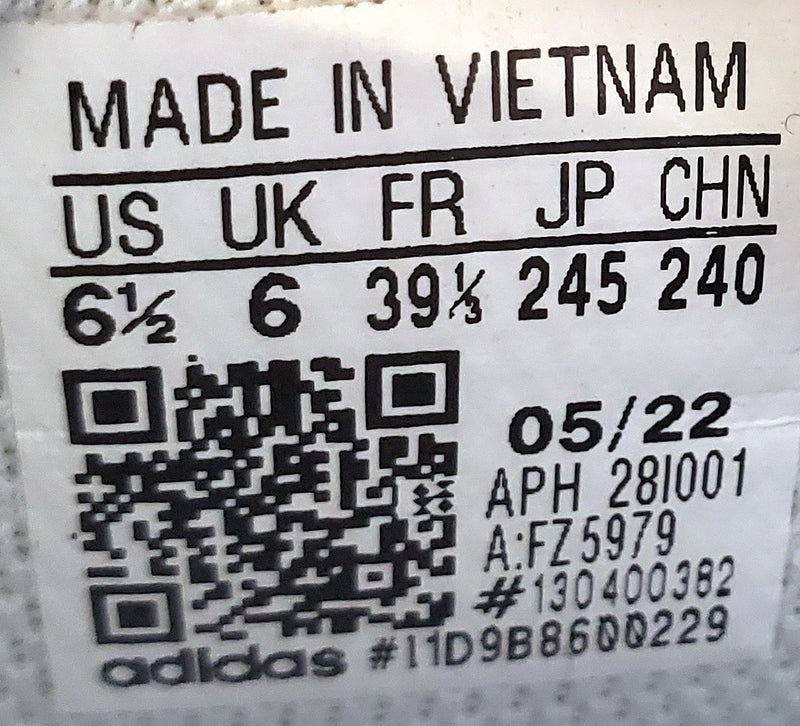 MADE IN VIETNAM
US UK FR JP CHN
6½ 6 39⅓ 245 240
05/22
APH 28I001
A:FZ5979
#130400382
adidas #11D9B8600229